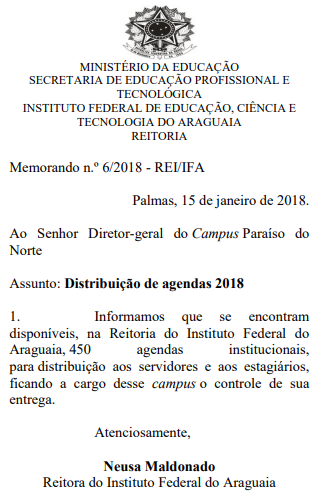 MINISTÉRIO DA EDUCAÇÃO
SECRETARIA DE EDUCAÇÃO PROFISSIONAL E
TECNOLÓGICA
INSTITUTO FEDERAL DE EDUCAÇÃO, CIÊNCIA E
TECNOLOGIA DO ARAGUAIA
REITORIA
Memorando n.º 6/2018 - REI/IFA
Palmas, 15 de janeiro de 2018.
Ao Senhor Diretor-geral do Campus Paraíso do
Norte
Assunto: Distribuição de agendas 2018
1. Informamos que se encontram
disponíveis, na Reitoria do Instituto Federal do
Araguaia, 450 agendas institucionais,
para distribuição aos servidores e aos estagiários,
ficando a cargo desse campus o controle de sua
entrega.
Atenciosamente,
Neusa Maldonado
Reitora do Instituto Federal do Araguaia